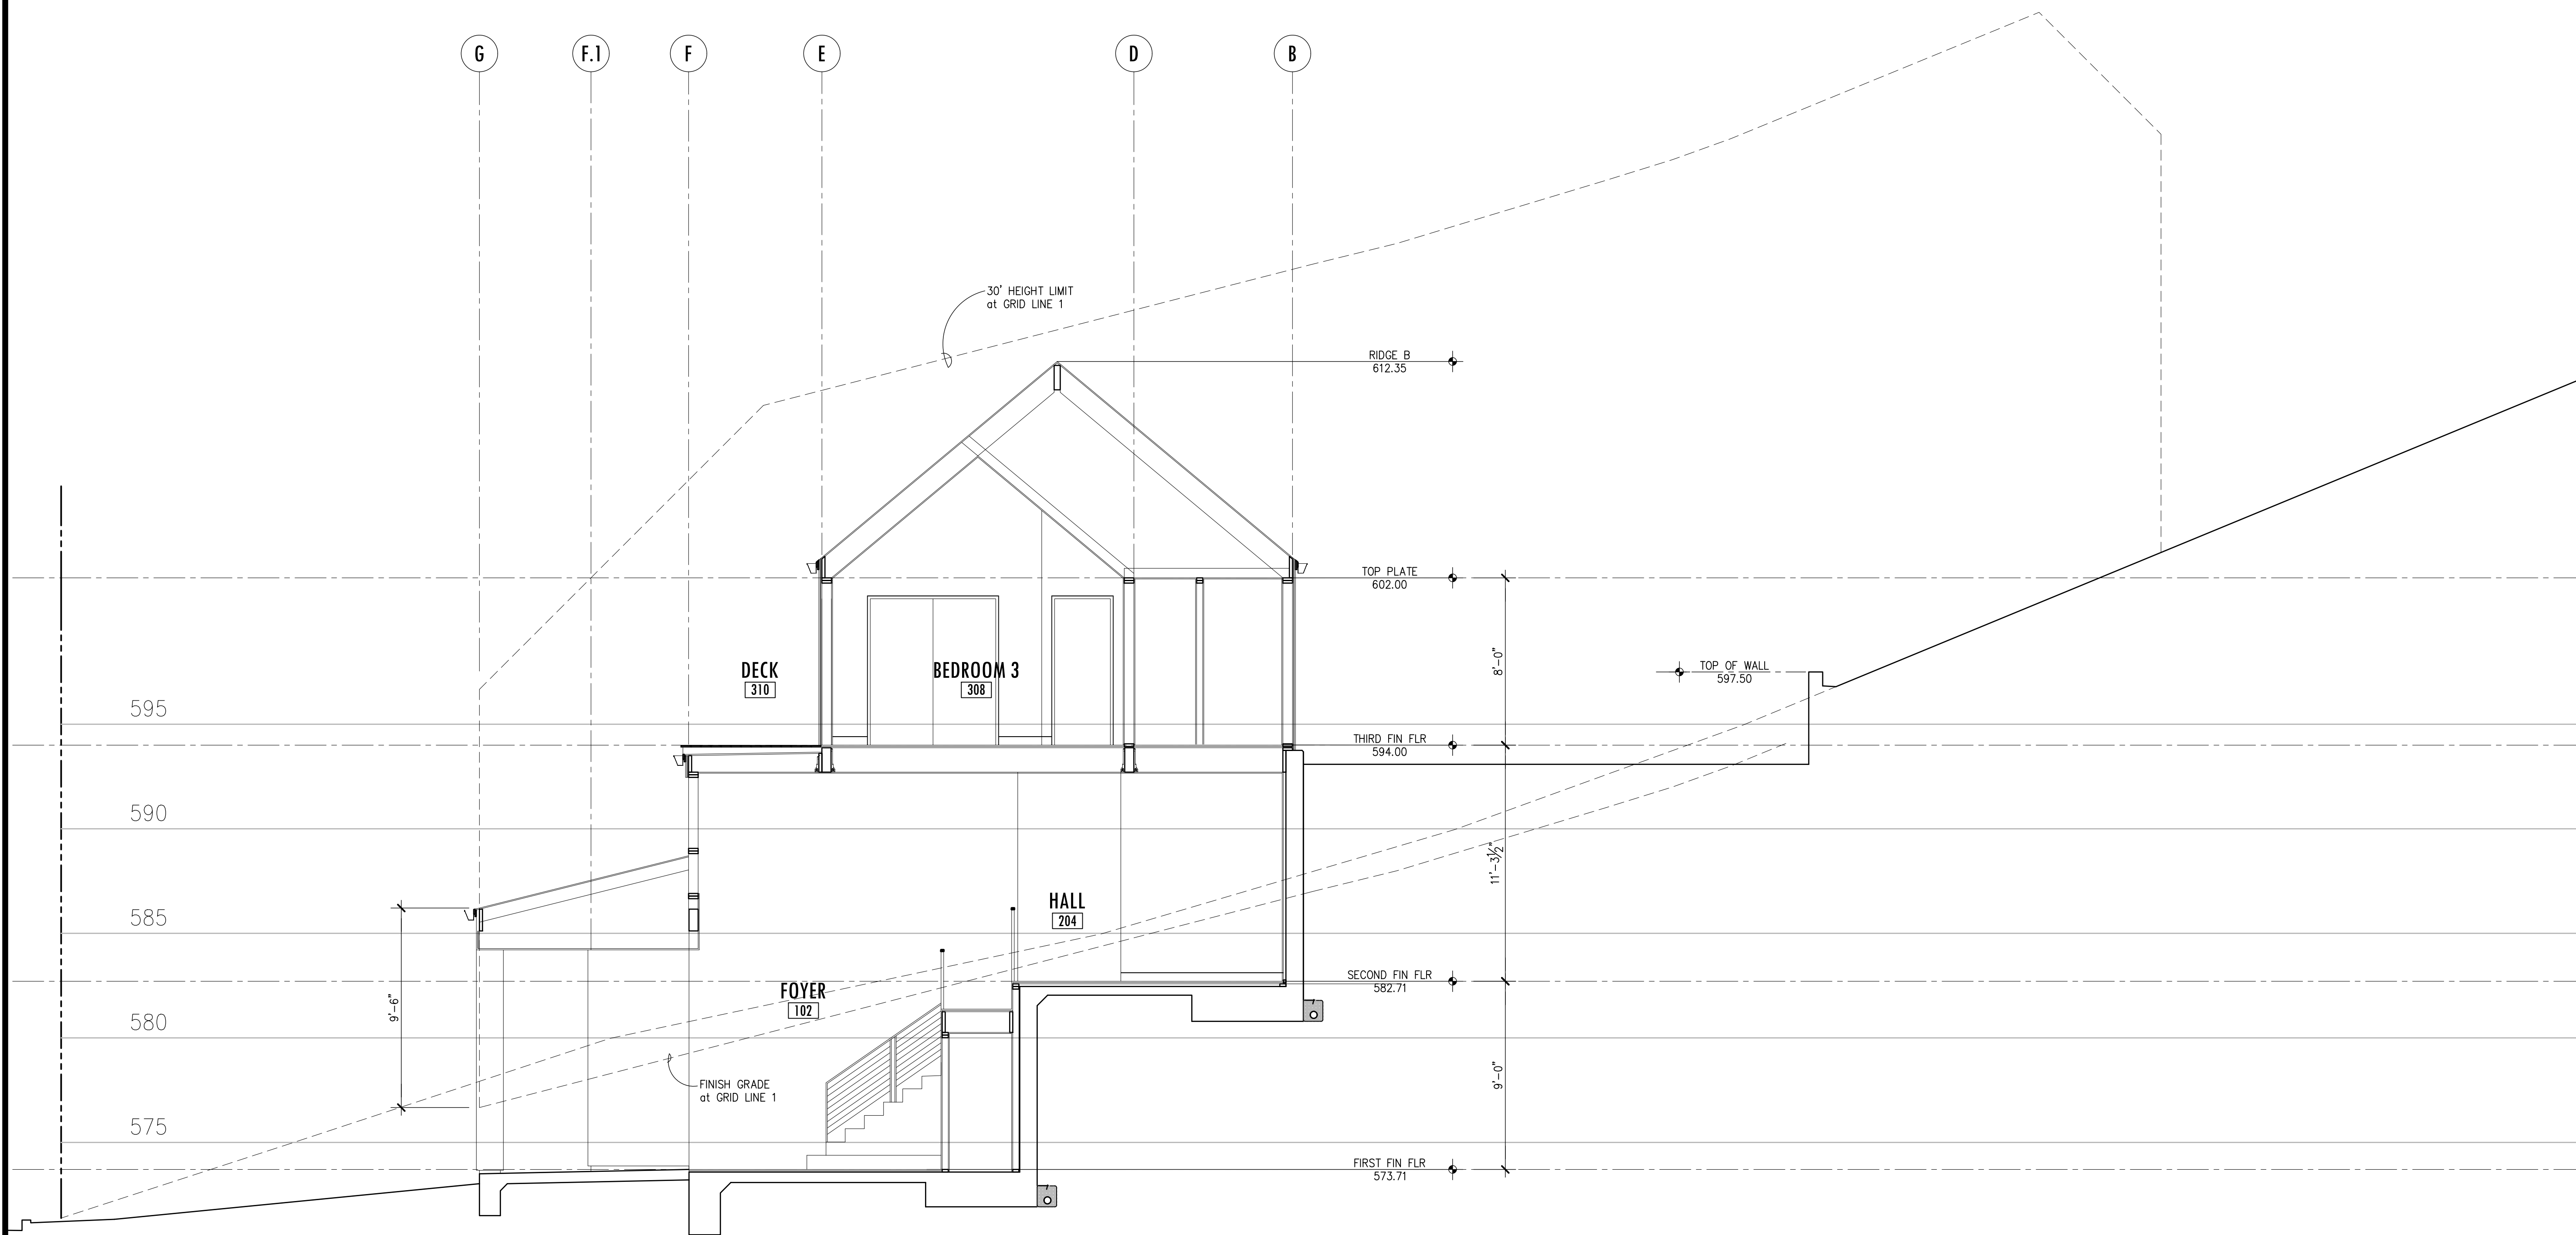 G
F.1
F
E
D
B
30' HEIGHT LIMIT
at GRID LINE 1
RIDGE B
612.35
TOP PLATE
602.00
DECK
310
BEDROOM 3
308
8'-0"
TOP OF WALL
597.50
595
THIRD FIN FLR
594.00
590
11'-3½"
585
HALL
204
SECOND FIN FLR
582.71
FOYER
102
9'-6"
580
9'-0"
FINISH GRADE
at GRID LINE 1
575
FIRST FIN FLR
573.71